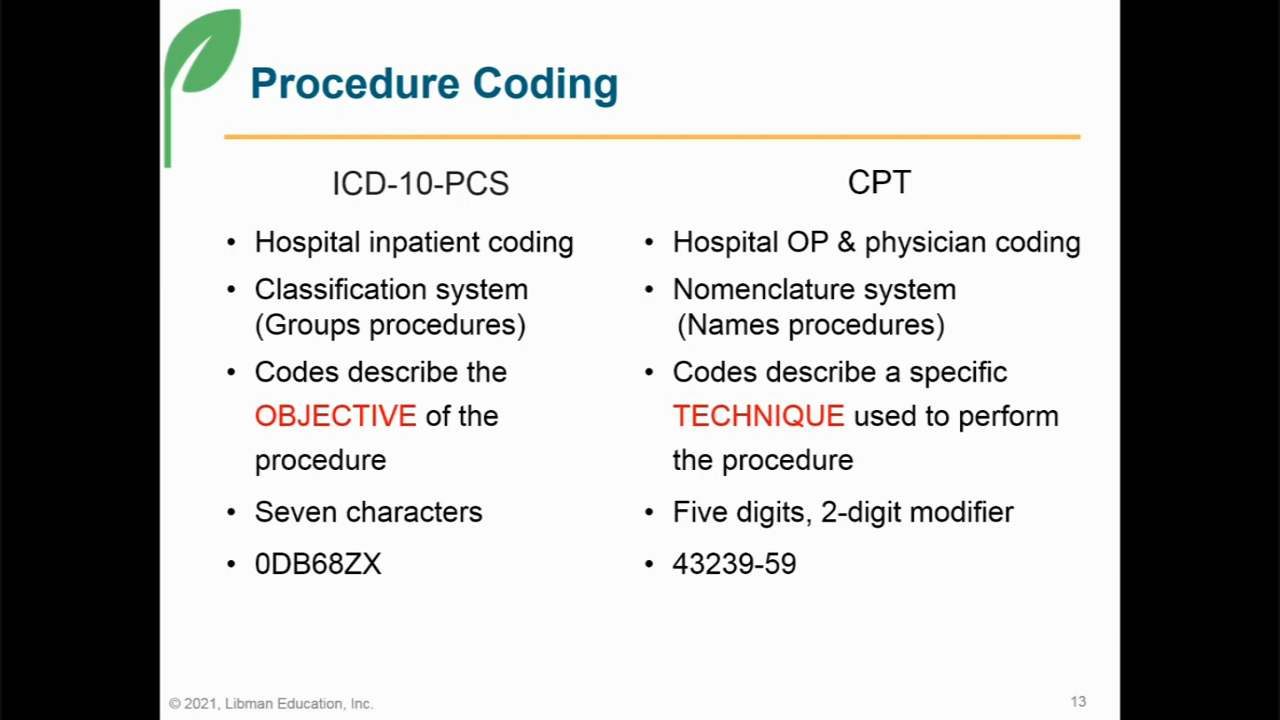 Procedure Coding
ICD-10-PCS
• Hospital inpatient coding
• Classification system
(Groups procedures)
• Codes describe the
OBJECTIVE of the
procedure
• Seven characters
• 0DB68ZX
CPT
• Hospital OP & physician coding
• Nomenclature system
(Names procedures)
• Codes describe a specific
TECHNIQUE used to perform
the procedure
• Five digits, 2-digit modifier
• 43239-59
© 2021, Libman Education, Inc.
13